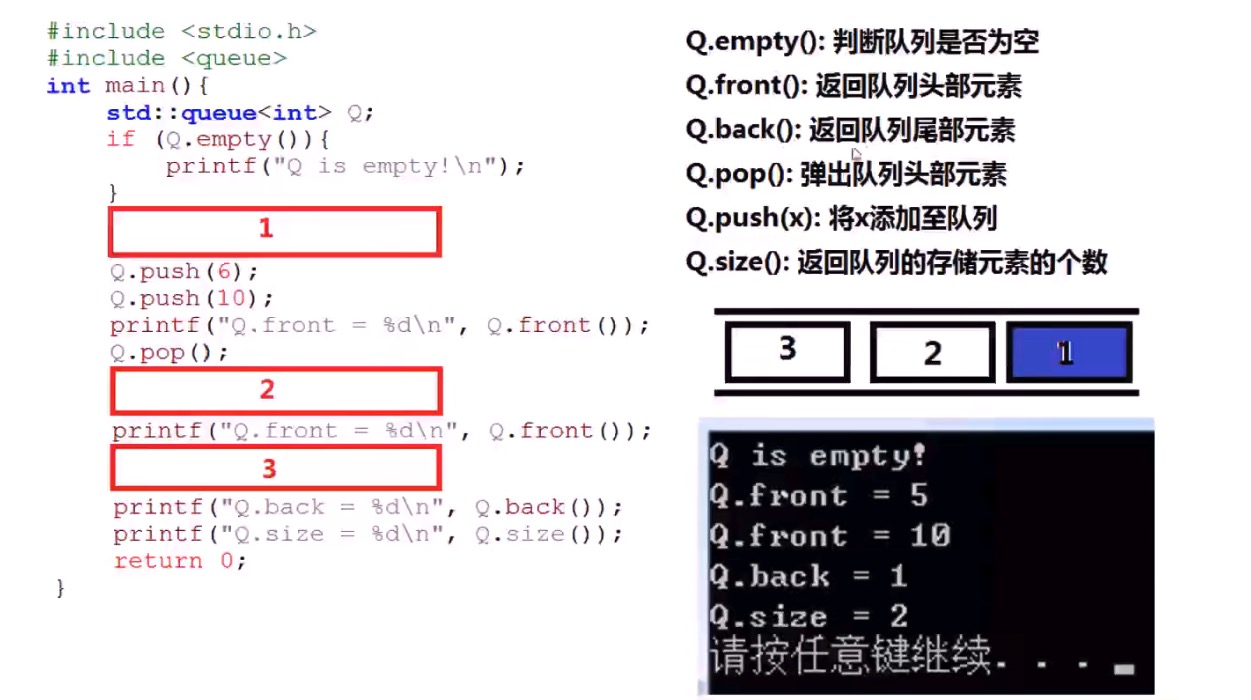 #include <stdio.h>
#include <queue>
int main(){
std::queue<int> Q;
if (Q.empty()){
printf("Q is empty!\n");
}
1
Q.push(6);
Q.push(10);
printf("Q.front = %d\n", Q.front());
Q.pop();
2
printf("Q.front = %d\n", Q.front());
3
printf("Q.back = %d\n", Q.back());
printf("Q.size = %d\n", Q.size());
return 0;
}
Q.empty(): 判断队列是否为空
Q.front(): 返回队列头部元素
Q.back(): 返回队列尾部元素
Q.pop(): 弹出队列头部元素
Q.push(x): 将x添加至队列
Q.size(): 返回队列的存储元素的个数
3 2 1
Q is empty!
Q.front = 5
Q.front = 10
Q.back = 1
Q.size = 2
请按任意键继续. . .